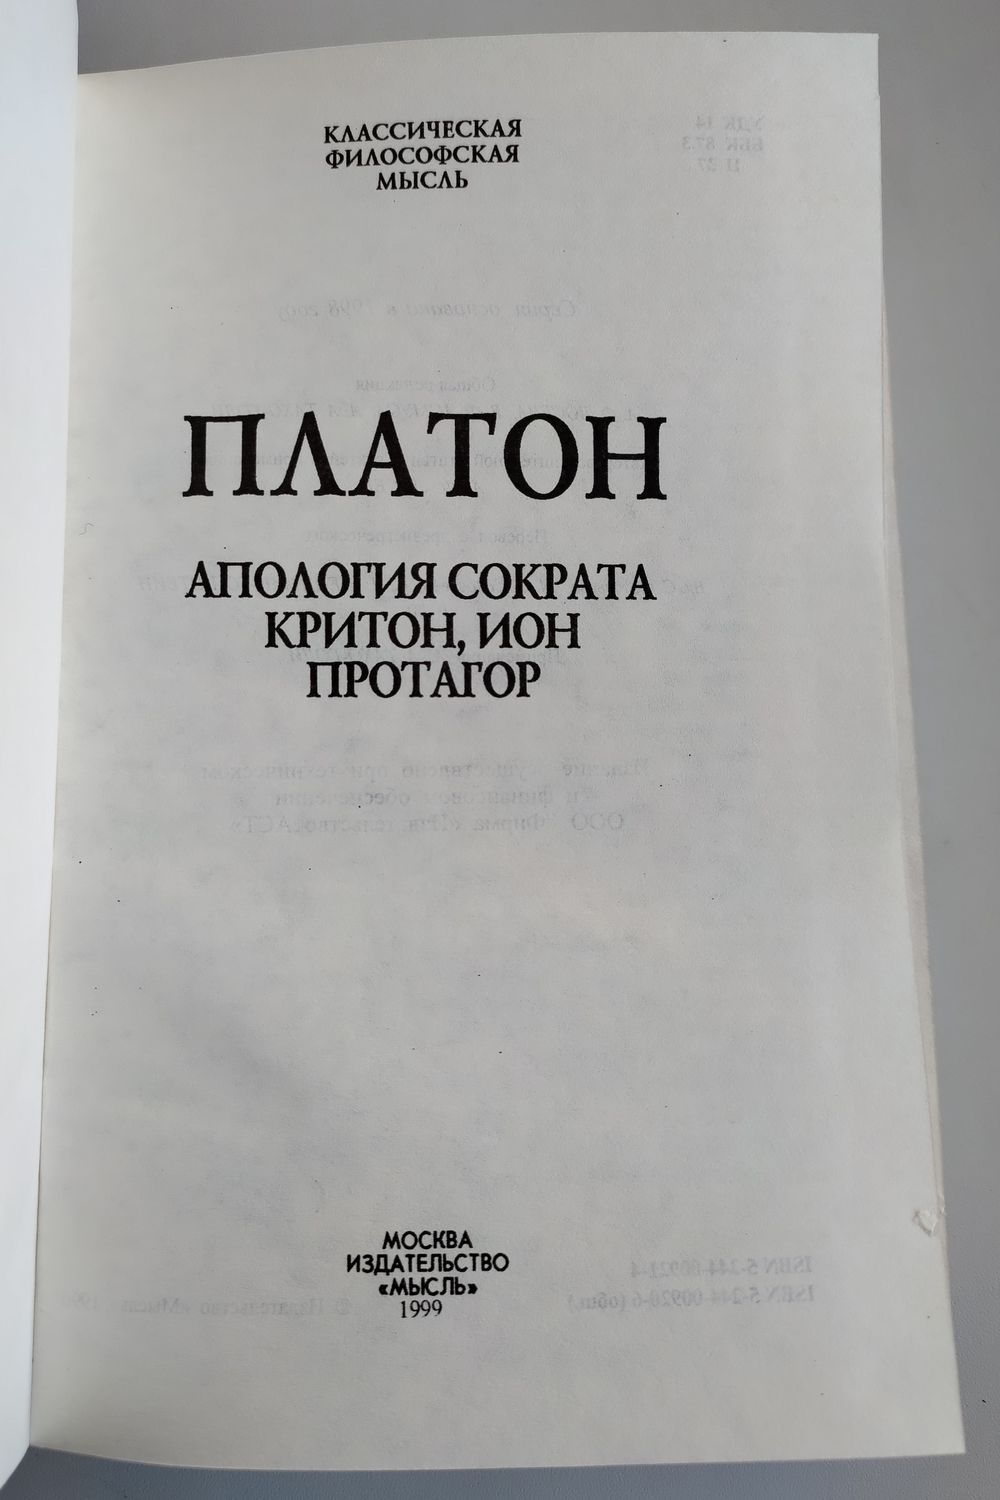 КЛАССИЧЕСКАЯ
ФИЛОСОФСКАЯ
МЫСЛЬ
ПЛАТОН
АПОЛОГИЯ СОКРАТА
КРИТОН, ИОН
ПРОТАГОР
МОСКВА
ИЗДАТЕЛЬСТВО
«МЫСЛЬ»
1999